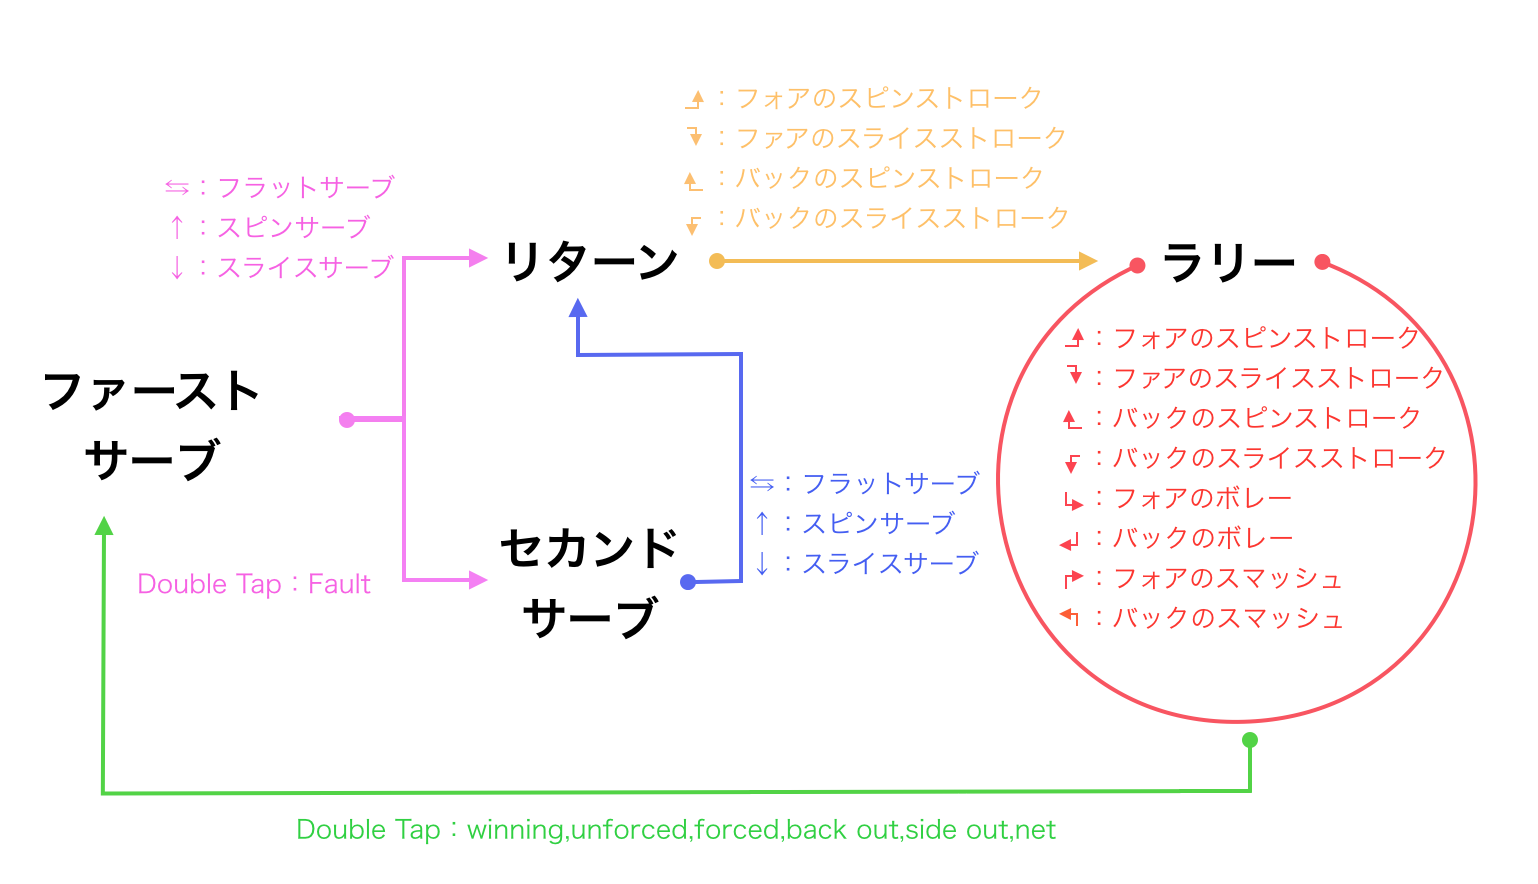 ：フォアのスピンストローク
：ファアのスライスストローク
：バックのスピンストローク
：バックのスライスストローク
⇆：フラットサーブ
↑：スピンサーブ
↓：スライスサーブ
リターン
ラリー
ファースト
サーブ
：フォアのスピンストローク
：ファアのスライスストローク
：バックのスピンストローク
：バックのスライスストローク
：フォアのボレー
：バックのボレー
：フォアのスマッシュ
：バックのスマッシュ
⇆：フラットサーブ
↑：スピンサーブ
↓：スライスサーブ
セカンド
サーブ
Double Tap：Fault
Double Tap：winning,unforced,forced,back out,side out,net